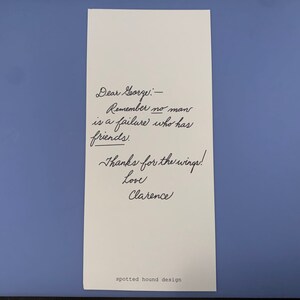 Dear George:—
Remember no man
is a failure who has
friends.
Thanks for the wings!
Love
Clarence
spotted hound design